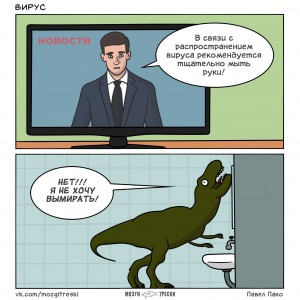 ВИРУС
НОВОСТИ
В связи с
распространением
вируса рекомендуется
тщательно мыть
руки!
НЕТ!!!
Я НЕ ХОЧУ
ВЫМИРАТЬ!
vk.com/mozgitreski
МОЗГИ ТРЕСКИ
Павел Пако